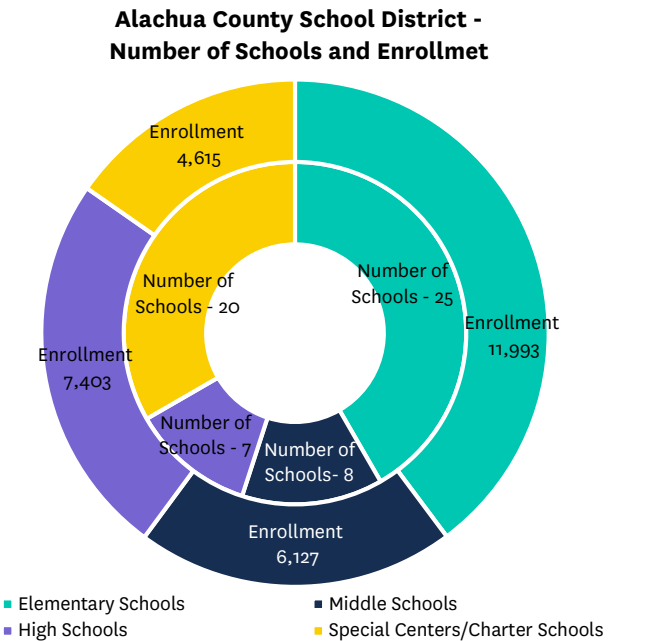 Alachua County School District -
Number of Schools and Enrollmet
Enrollment
4,615
Number of
Schools - 25
Number of
Schools - 20
Enrollment
11,993
Enrollment
7,403
Number of
Schools - 7
Number of
Schools- 8
Enrollment
6,127
Elementary Schools
Middle Schools
High Schools
Special Centers/Charter Schools